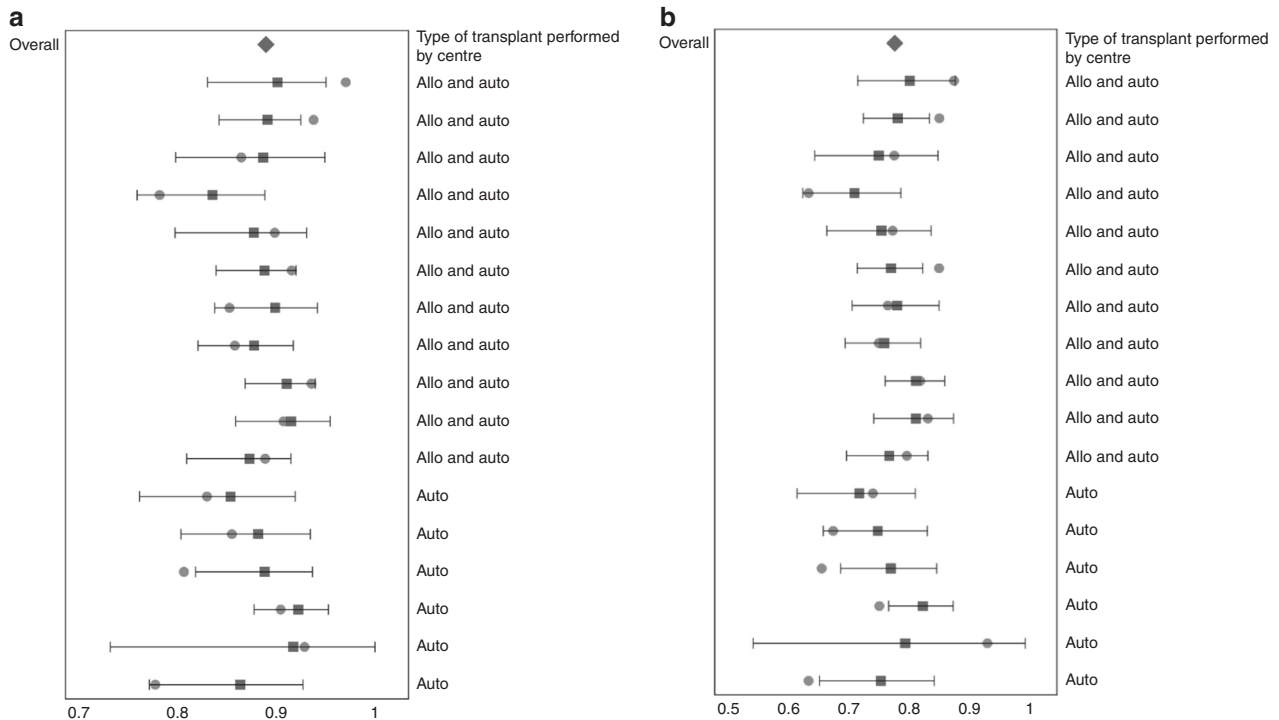 a
Overall
Type of transplant performed
by centre
Allo and auto
Allo and auto
Allo and auto
Allo and auto
Allo and auto
Allo and auto
Allo and auto
Allo and auto
Allo and auto
Allo and auto
Allo and auto
Auto
Auto
Auto
Auto
Auto
Auto
0.7 0.8 0.9 1
b
Overall
Type of transplant performed
by centre
Allo and auto
Allo and auto
Allo and auto
Allo and auto
Allo and auto
Allo and auto
Allo and auto
Allo and auto
Allo and auto
Allo and auto
Allo and auto
Auto
Auto
Auto
Auto
Auto
Auto
0.5 0.6 0.7 0.8 0.9 1